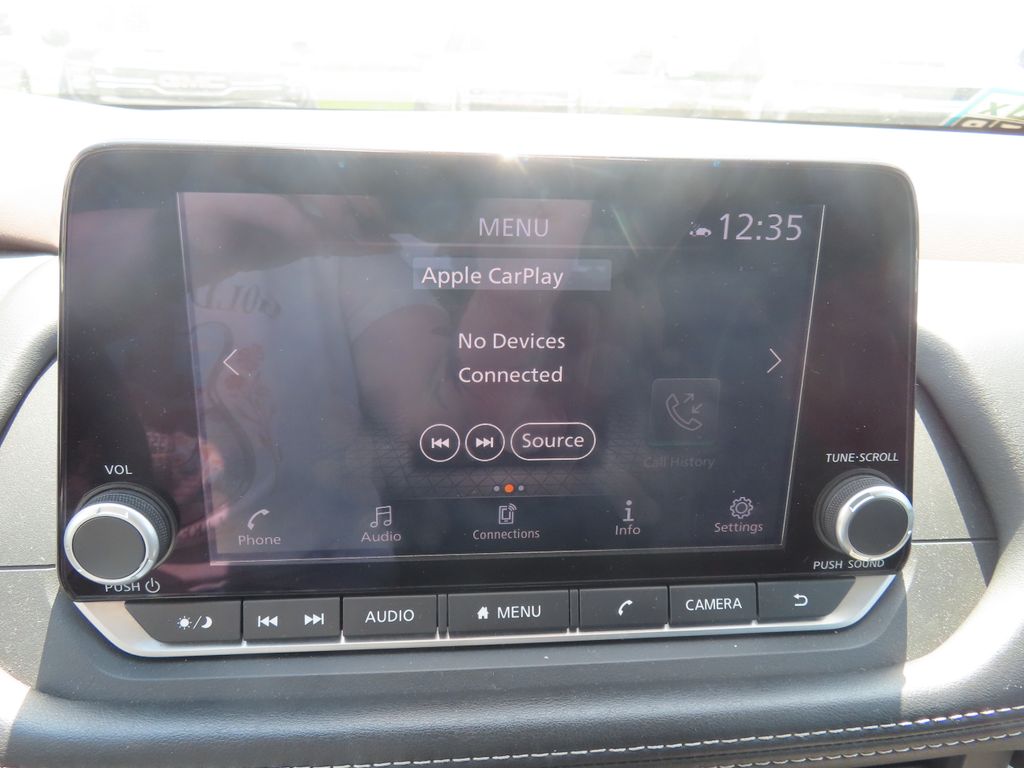 GMC
MENU
12:35
Apple CarPlay
No Devices
Connected
Source
Call History
Phone
Audio
Connections
Info
Settings
VOL
PUSH
TUNE·SCROLL
PUSH SOUND
AUDIO
MENU
CAMERA